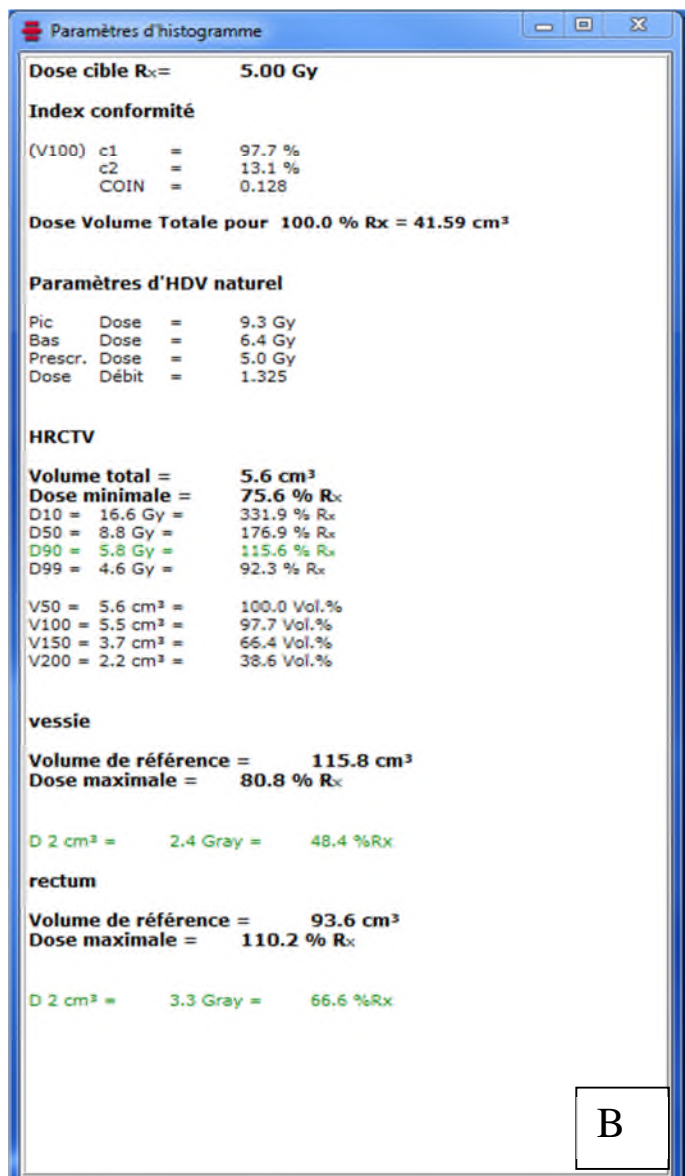 Paramètres d'histogramme
Dose cible Rx= 5.00 Gy
Index conformité
(V100) c1 = 97.7 %
c2 = 13.1 %
COIN = 0.128
Dose Volume Totale pour 100.0 % Rx = 41.59 cm³
Paramètres d'HDV naturel
Pic Dose = 9.3 Gy
Bas Dose = 6.4 Gy
Prescr. Dose = 5.0 Gy
Dose Débit = 1.325
HRCTV
Volume total = 5.6 cm³
Dose minimale = 75.6 % Rx
D10 = 16.6 Gy = 331.9 % Rx
D50 = 8.8 Gy = 176.9 % Rx
D90 = 5.8 Gy = 115.6 % Rx
D99 = 4.6 Gy = 92.3 % Rx
V50 = 5.6 cm³ = 100.0 Vol.%
V100 = 5.5 cm³ = 97.7 Vol.%
V150 = 3.7 cm³ = 66.4 Vol.%
V200 = 2.2 cm³ = 38.6 Vol.%
vessie
Volume de référence = 115.8 cm³
Dose maximale = 80.8 % Rx
D 2 cm³ = 2.4 Gray = 48.4 %Rx
rectum
Volume de référence = 93.6 cm³
Dose maximale = 110.2 % Rx
D 2 cm³ = 3.3 Gray = 66.6 %Rx
B